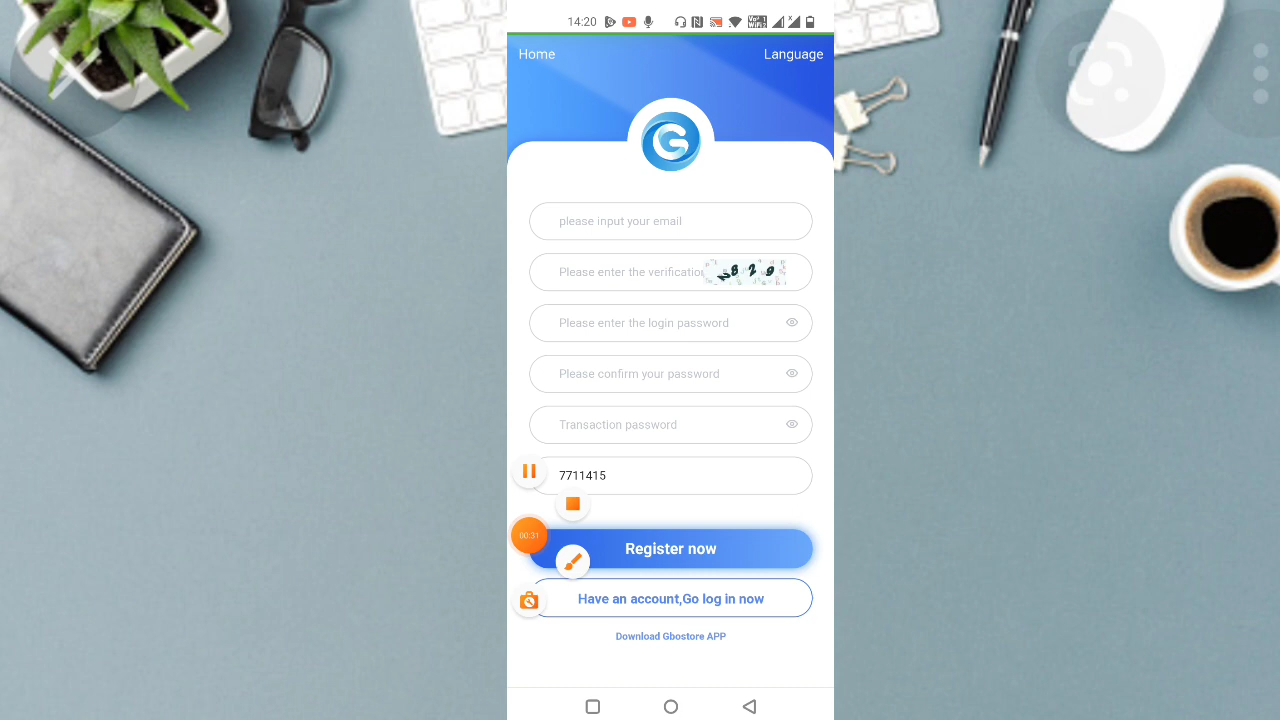 14:20
Home
Language
G
please input your email
Please enter the verification
829
Please enter the login password
Please confirm your password
Transaction password
7711415
00:31
Register now
Have an account,Go log in now
Download Gbostore APP